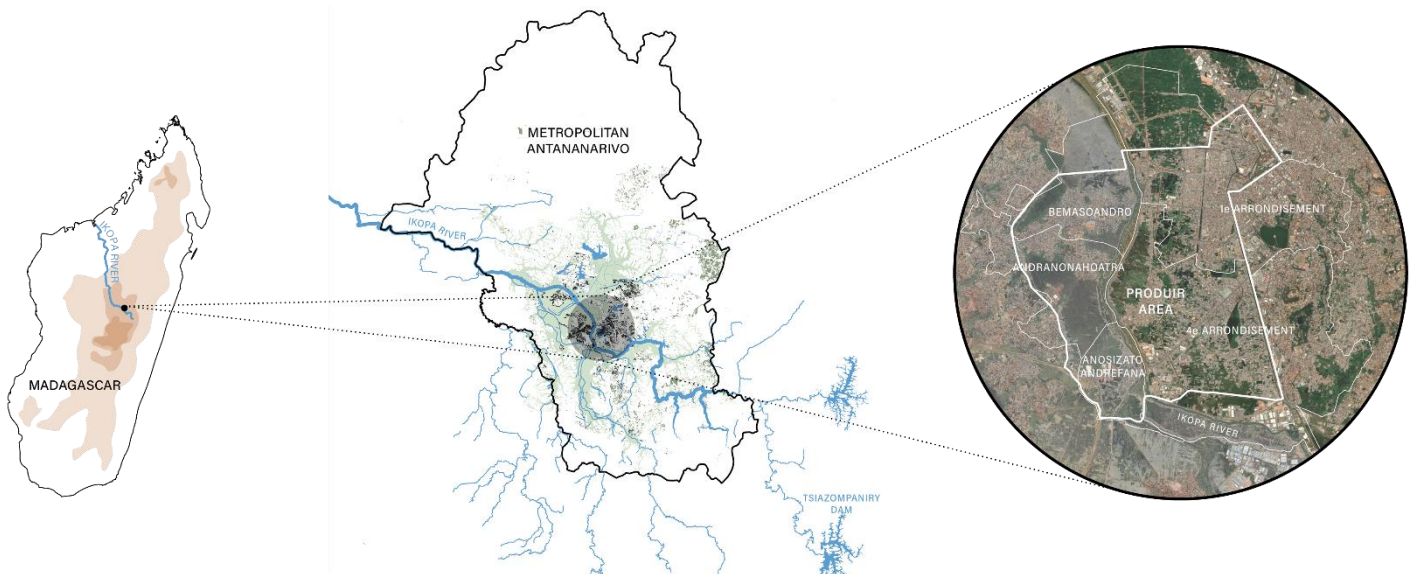 IKOPA RIVER
MADAGASCAR
METROPOLITAN
ANTANANARIVO
IKOPA RIVER
TSIAZOMPANIRY
DAM
1e ARRONDISEMENT
BEMASOANDRO
ANDRANONAHOATRA
PRODUIR
AREA
4e ARRONDISEMENT
ANOSIZATO
ANDREFANA
IKOPA RIVER